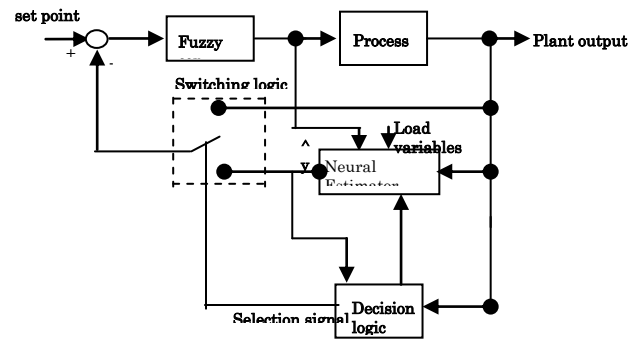 set point
+
-
Fuzzy
Process
Plant output
Switching logic
Load
variables
^
y
Neural
Estimator
Selection signal
Decision
logic